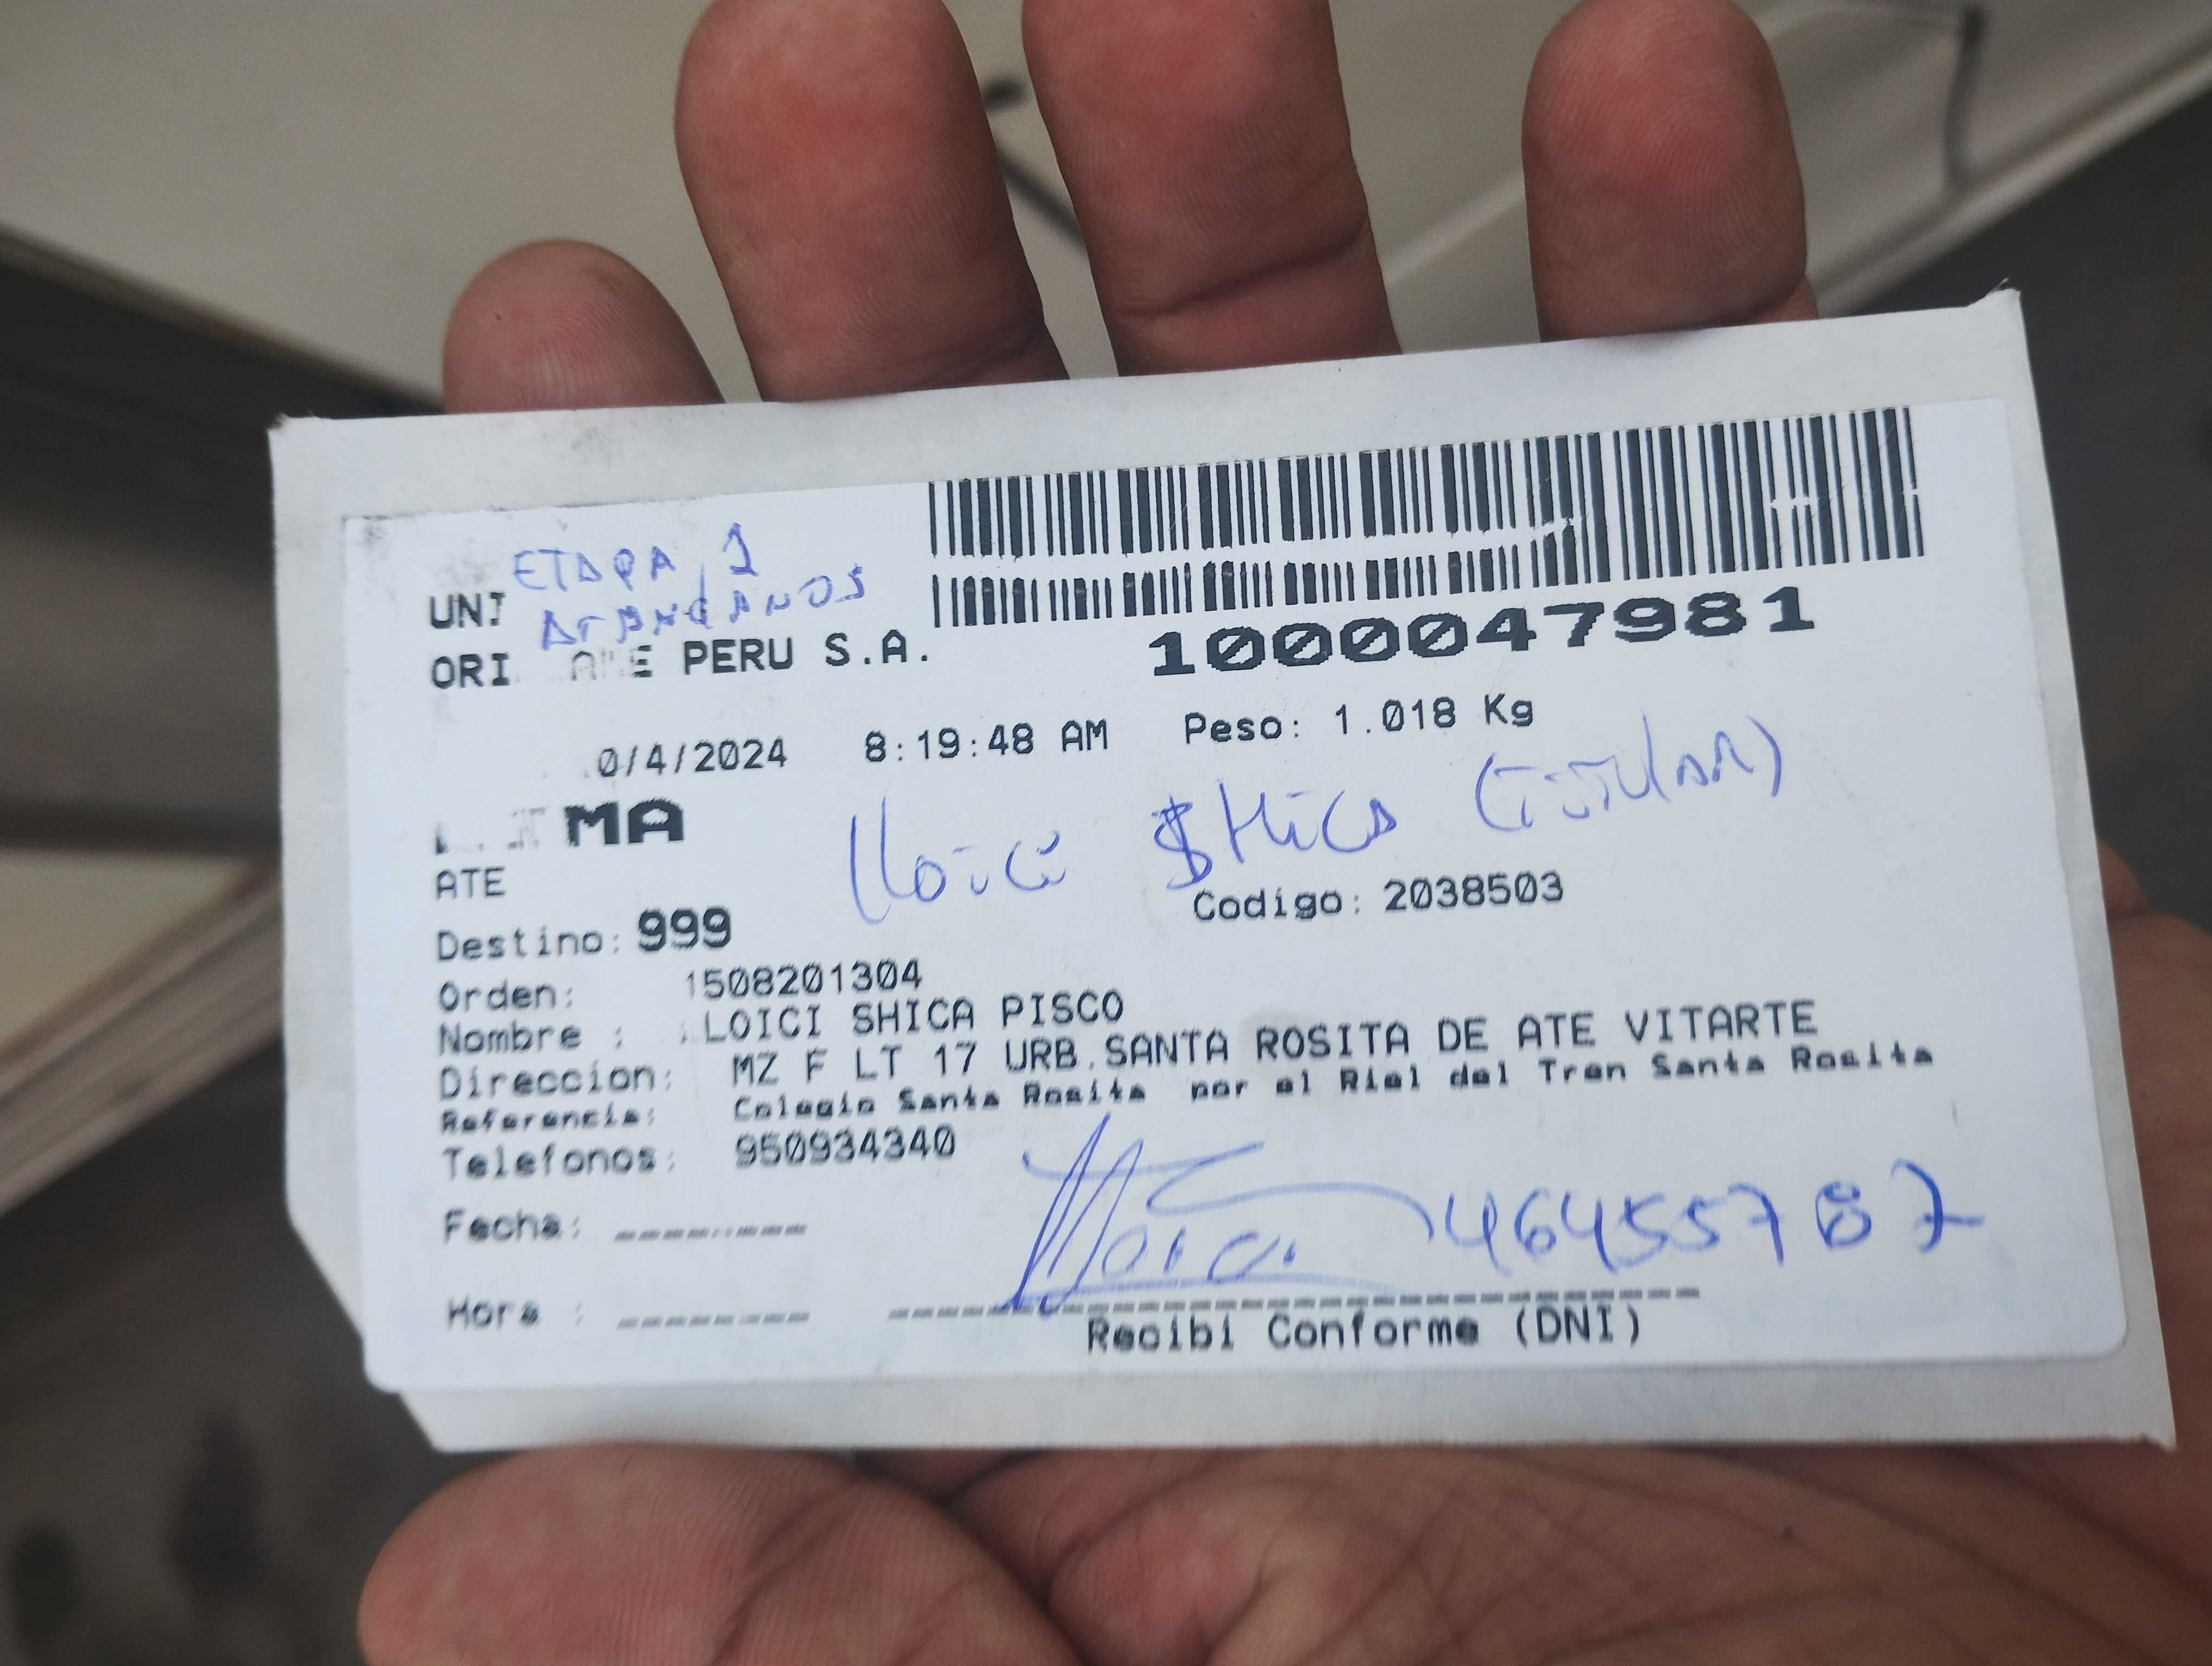 ETAPA 1
UNI
ORI PERU S.A.
1000047981
0/4/2024 8:19:48 AM Peso: 1.018 Kg
MA
lloici SHica (TiTULAR)
ATE
Codigo: 2038503
Destino: 999
Orden: 1508201304
Nombre : LOICI SHICA PISCO
Direccion: MZ F LT 17 URB.SANTA ROSITA DE ATE VITARTE
Referencia: Colegio Santa Rosita por el Riel del Tren Santa Rosita
Telefonos: 950934340
Fecha:
46455787
Hora :
Recibi Conforme (DNI)